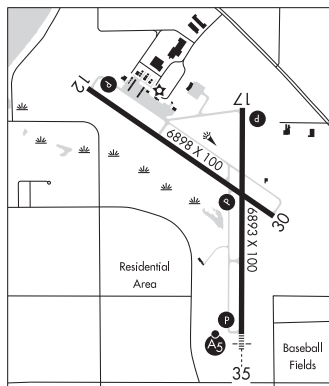 12
P
17
P
6898 X 100
P
30
6893 X 100
Residential
Area
P
A5
35
Baseball
Fields